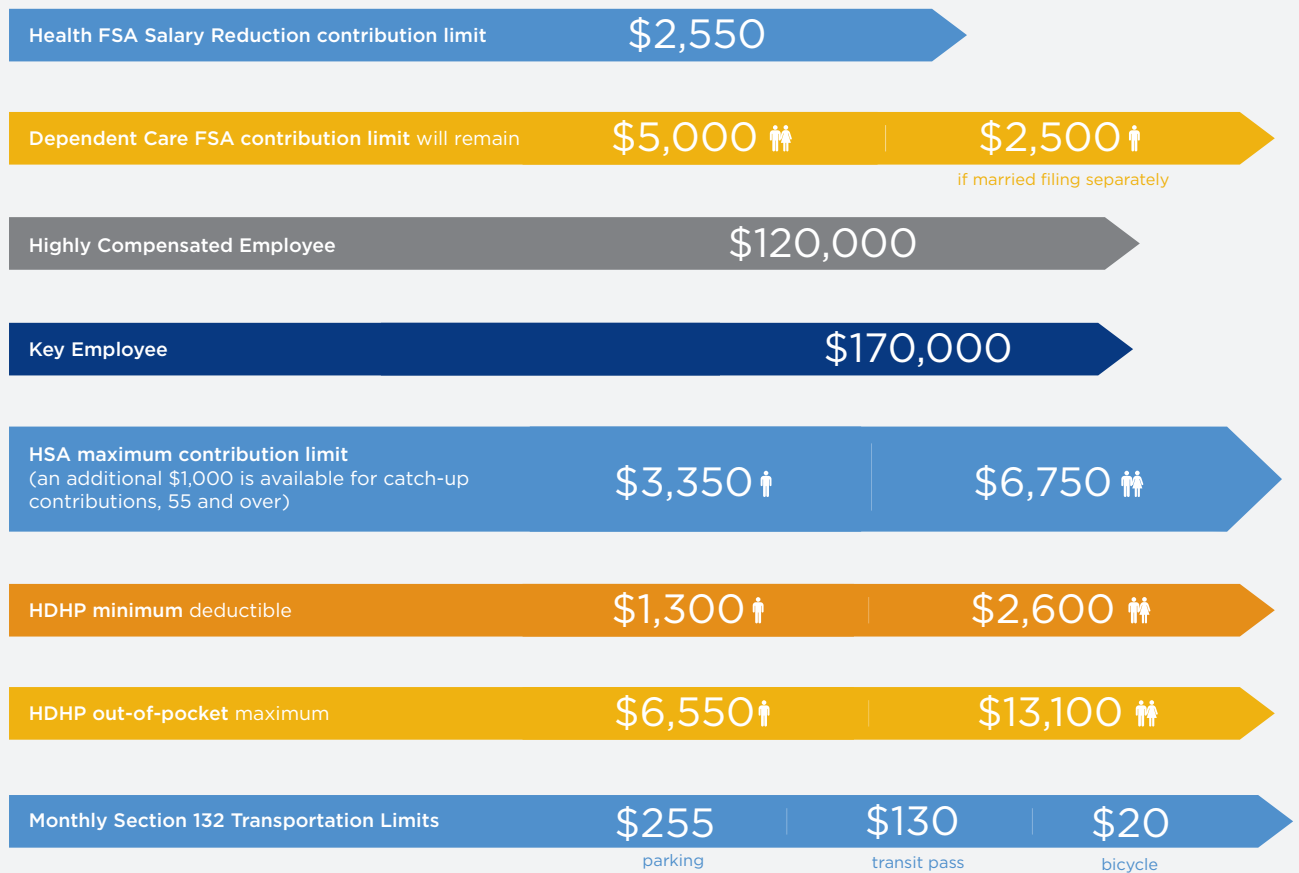 Health FSA Salary Reduction contribution limit $2,550
Dependent Care FSA contribution limit will remain $5,000 $2,500
if married filing separately
Highly Compensated Employee $120,000
Key Employee $170,000
HSA maximum contribution limit
(an additional $1,000 is available for catch-up
contributions, 55 and over)
$3,350 $6,750
HDHP minimum deductible $1,300 $2,600
HDHP out-of-pocket maximum $6,550 $13,100
Monthly Section 132 Transportation Limits $255 $130 $20
parking transit pass bicycle